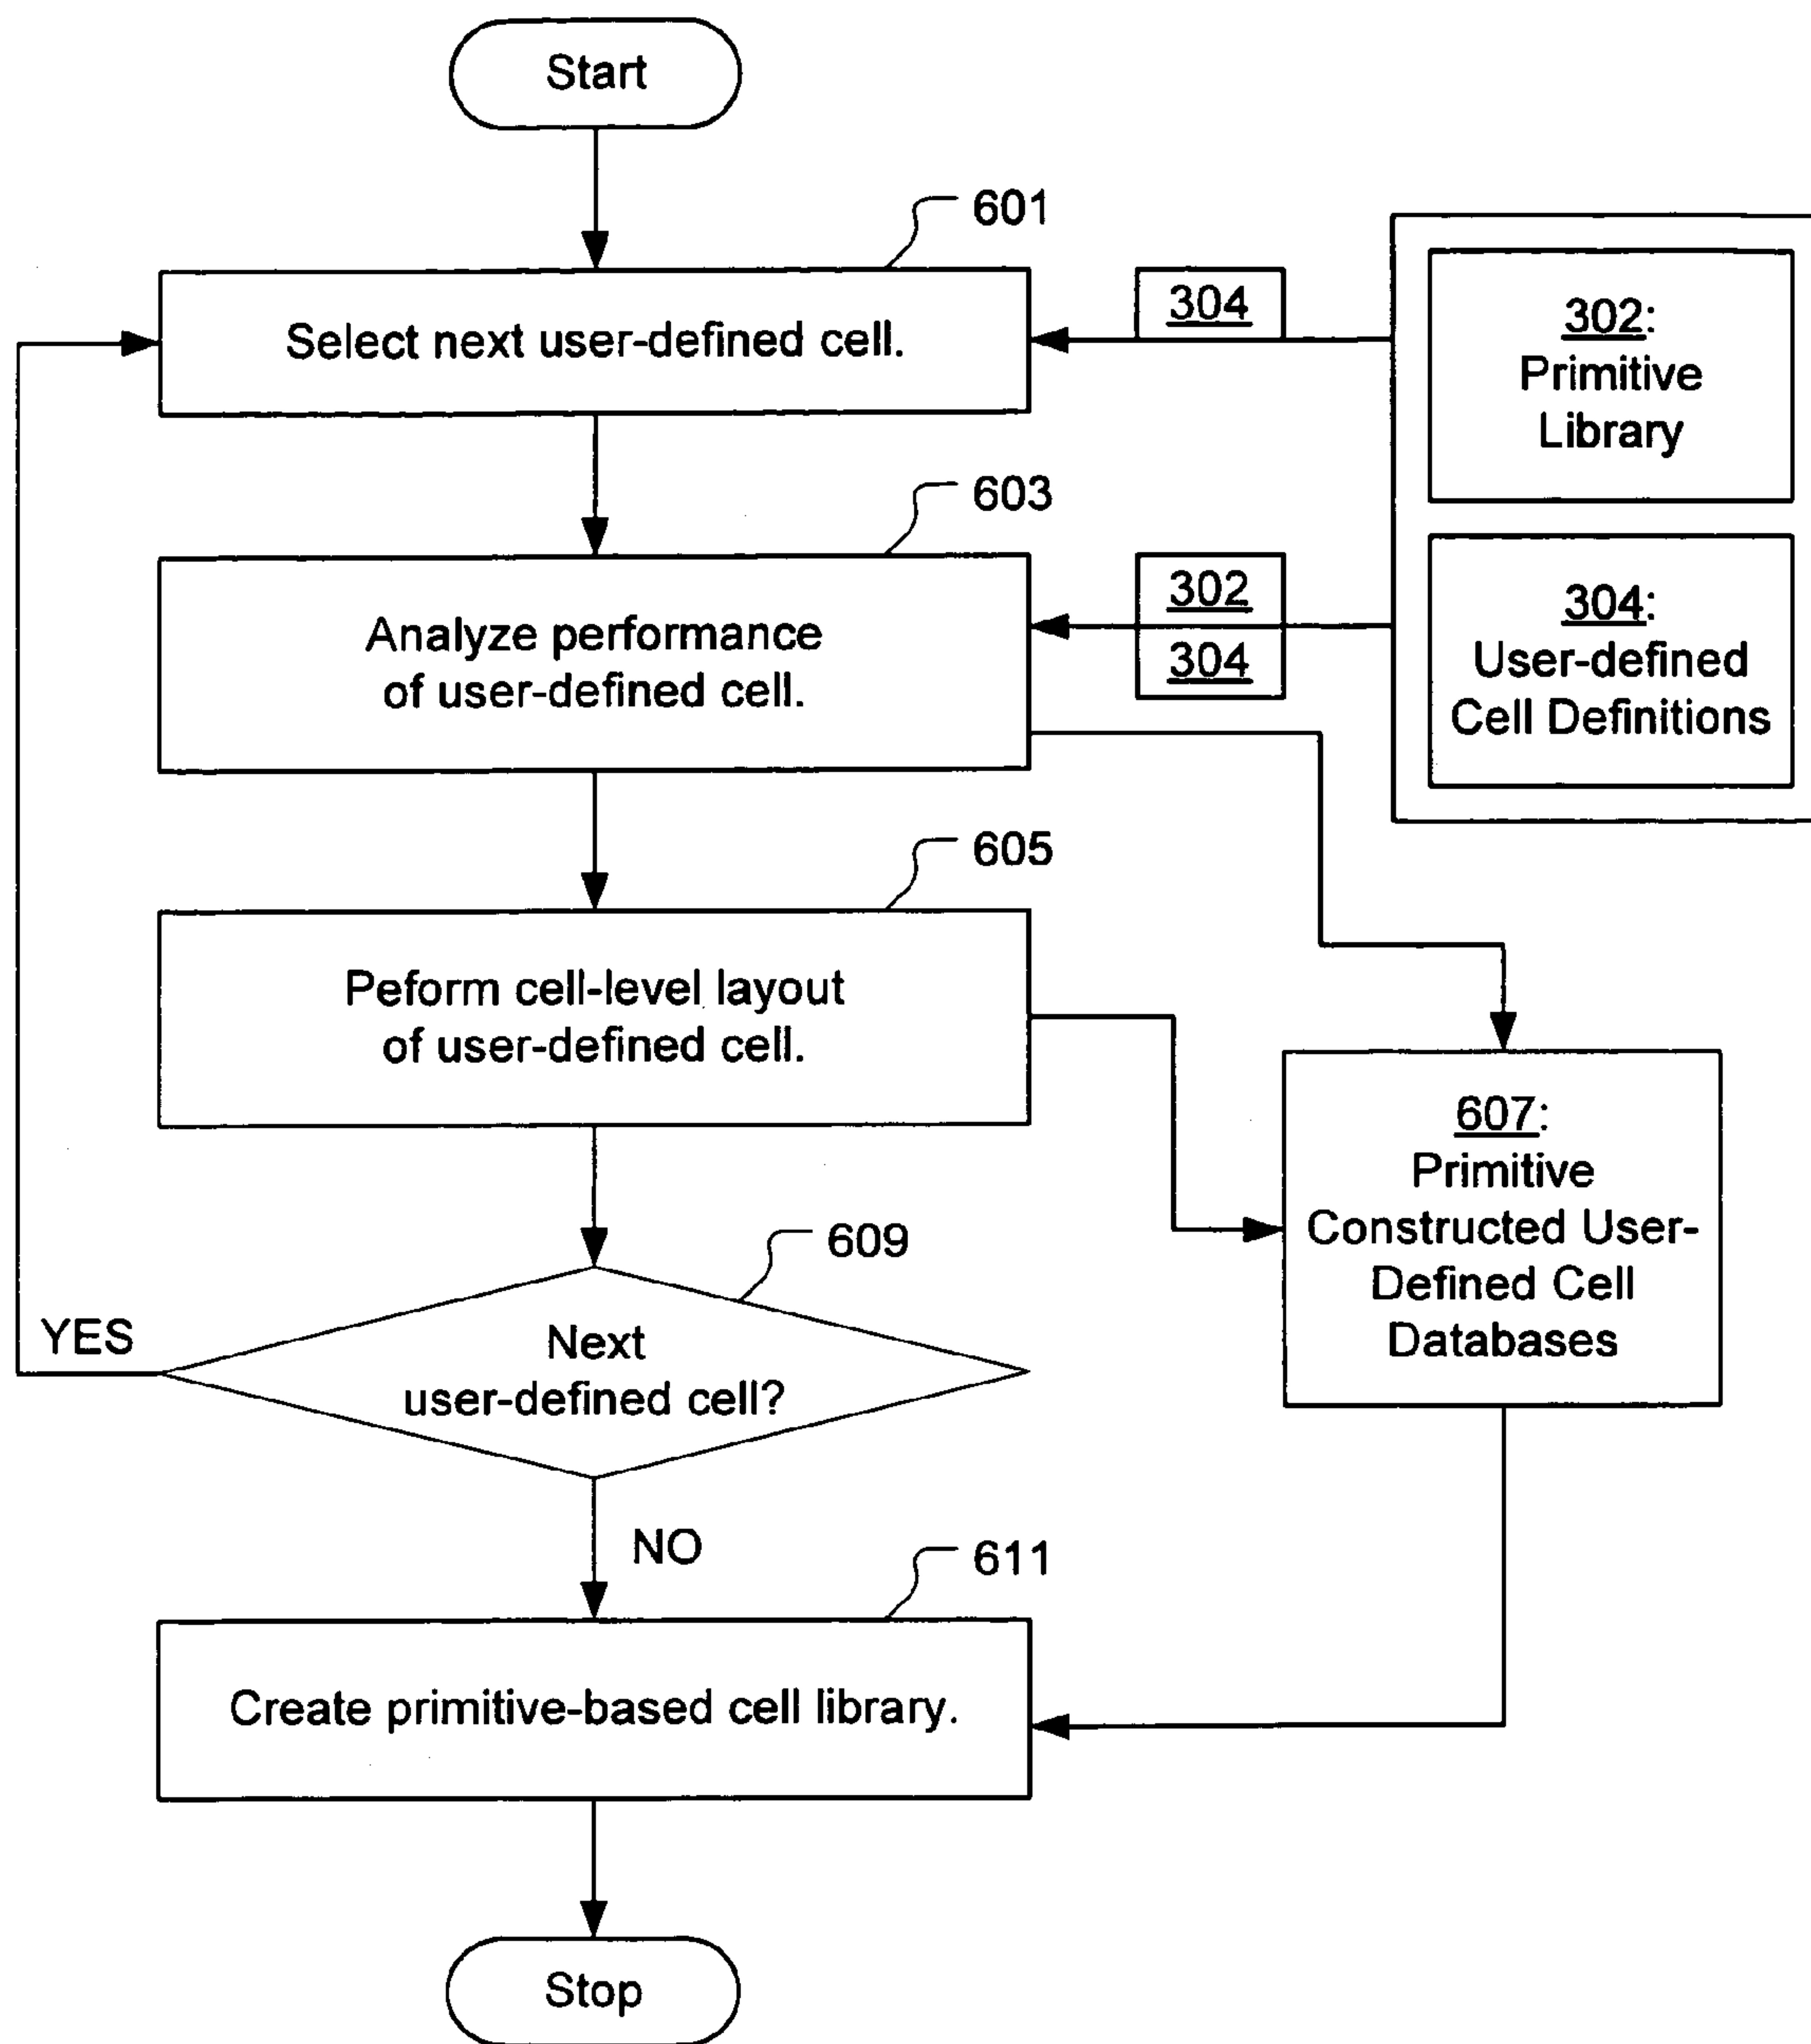 Start
601
Select next user-defined cell.
304
302:
Primitive
Library
603
Analyze performance
of user-defined cell.
302
304
304:
User-defined
Cell Definitions
605
Peform cell-level layout
of user-defined cell.
607:
Primitive
Constructed User-
Defined Cell
Databases
609
Next
user-defined cell?
YES
NO
611
Create primitive-based cell library.
Stop